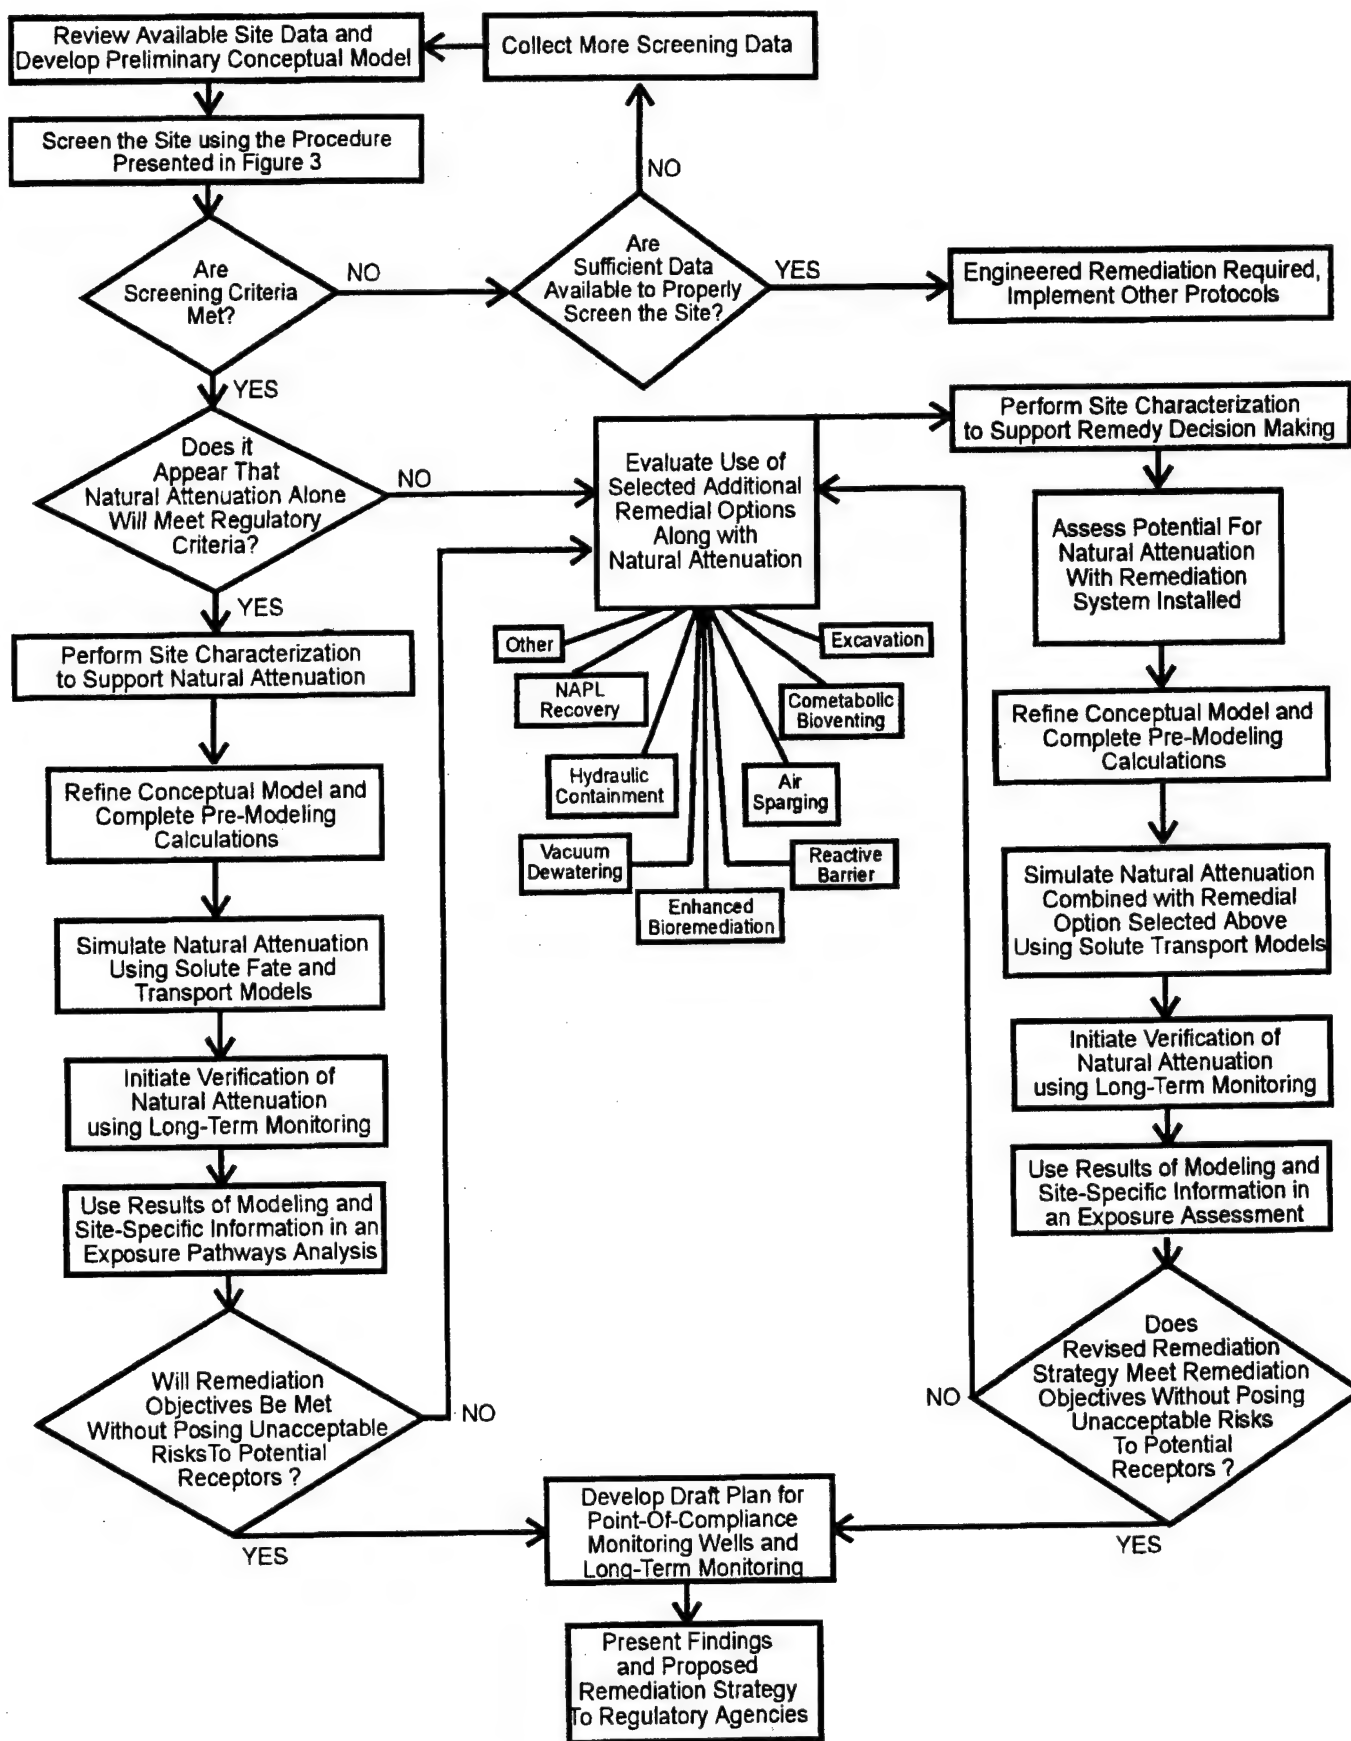 Review Available Site Data and
Develop Preliminary Conceptual Model
Collect More Screening Data
Screen the Site using the Procedure
Presented in Figure 3
NO
Are
Screening Criteria
Met?
NO
Are
Sufficient Data
Available to Properly
Screen the Site?
YES
Engineered Remediation Required,
Implement Other Protocols
YES
Does it
Appear That
Natural Attenuation Alone
Will Meet Regulatory
Criteria?
NO
Evaluate Use of
Selected Additional
Remedial Options
Along with
Natural Attenuation
Perform Site Characterization
to Support Remedy Decision Making
Assess Potential For
Natural Attenuation
With Remediation
System Installed
YES
Perform Site Characterization
to Support Natural Attenuation
Other
Excavation
NAPL
Recovery
Cometabolic
Bioventing
Refine Conceptual Model and
Complete Pre-Modeling
Calculations
Refine Conceptual Model and
Complete Pre-Modeling
Calculations
Hydraulic
Containment
Air
Sparging
Vacuum
Dewatering
Reactive
Barrier
Enhanced
Bioremediation
Simulate Natural Attenuation
Combined with Remedial
Option Selected Above
Using Solute Transport Models
Simulate Natural Attenuation
Using Solute Fate and
Transport Models
Initiate Verification of
Natural Attenuation
using Long-Term Monitoring
Initiate Verification of
Natural Attenuation
using Long-Term Monitoring
Use Results of Modeling and
Site-Specific Information in an
Exposure Pathways Analysis
Use Results of Modeling and
Site-Specific Information in
an Exposure Assessment
Will Remediation
Objectives Be Met
Without Posing Unacceptable
RisksTo Potential
Receptors ?
NO
NO
Does
Revised Remediation
Strategy Meet Remediation
Objectives Without Posing
Unacceptable Risks
To Potential
Receptors ?
YES
Develop Draft Plan for
Point-Of-Compliance
Monitoring Wells and
Long-Term Monitoring
YES
Present Findings
and Proposed
Remediation Strategy
To Regulatory Agencies